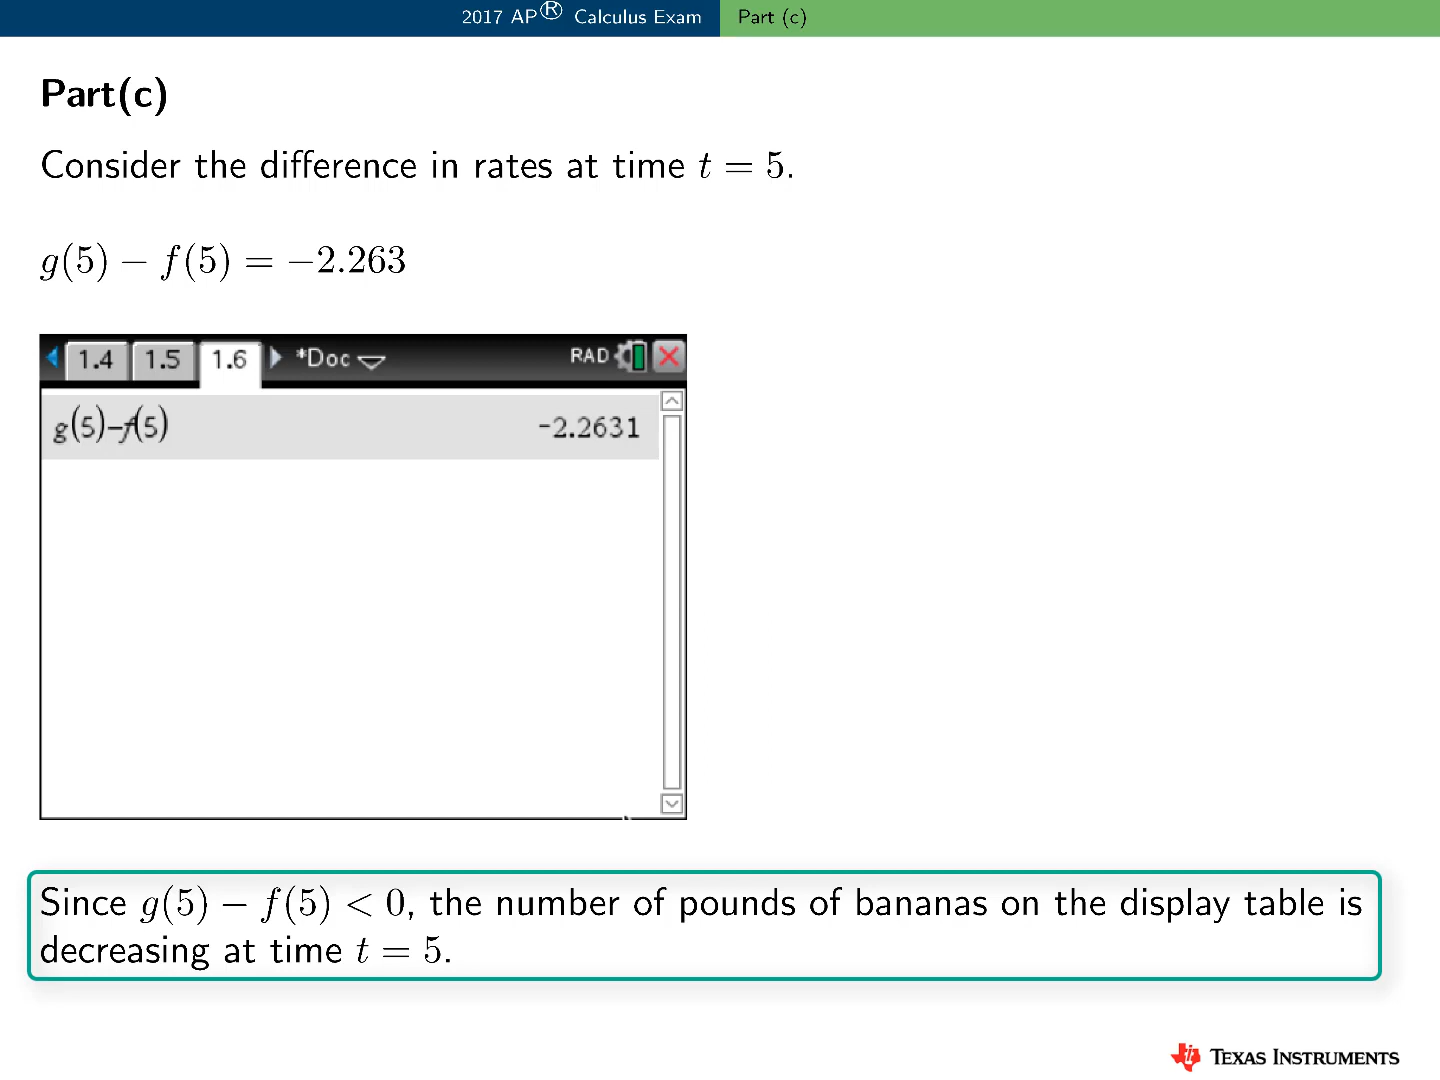 2017 AP® Calculus Exam Part (c)
Part(c)
Consider the difference in rates at time t = 5.
g(5) − f(5) = −2.263
1.4 1.5 1.6 *Doc RAD
g(5)−f(5) -2.2631
Since g(5) − f(5) < 0, the number of pounds of bananas on the display table is
decreasing at time t = 5.
TEXAS INSTRUMENTS